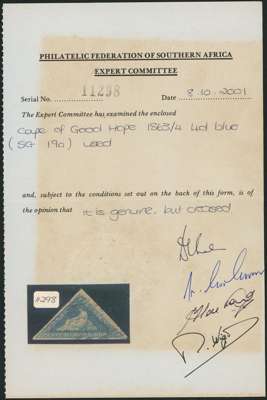 PHILATELIC FEDERATION OF SOUTHERN AFRICA
EXPERT COMMITTEE
Serial No. 11298 Date 8.10.2001
The Expert Committee has examined the enclosed
Cape of Good Hope 1863/4 4d blue
(SG 19a) used
and, subject to the conditions set out on the back of this form, is
of the opinion that it is genuine, but creased
11298